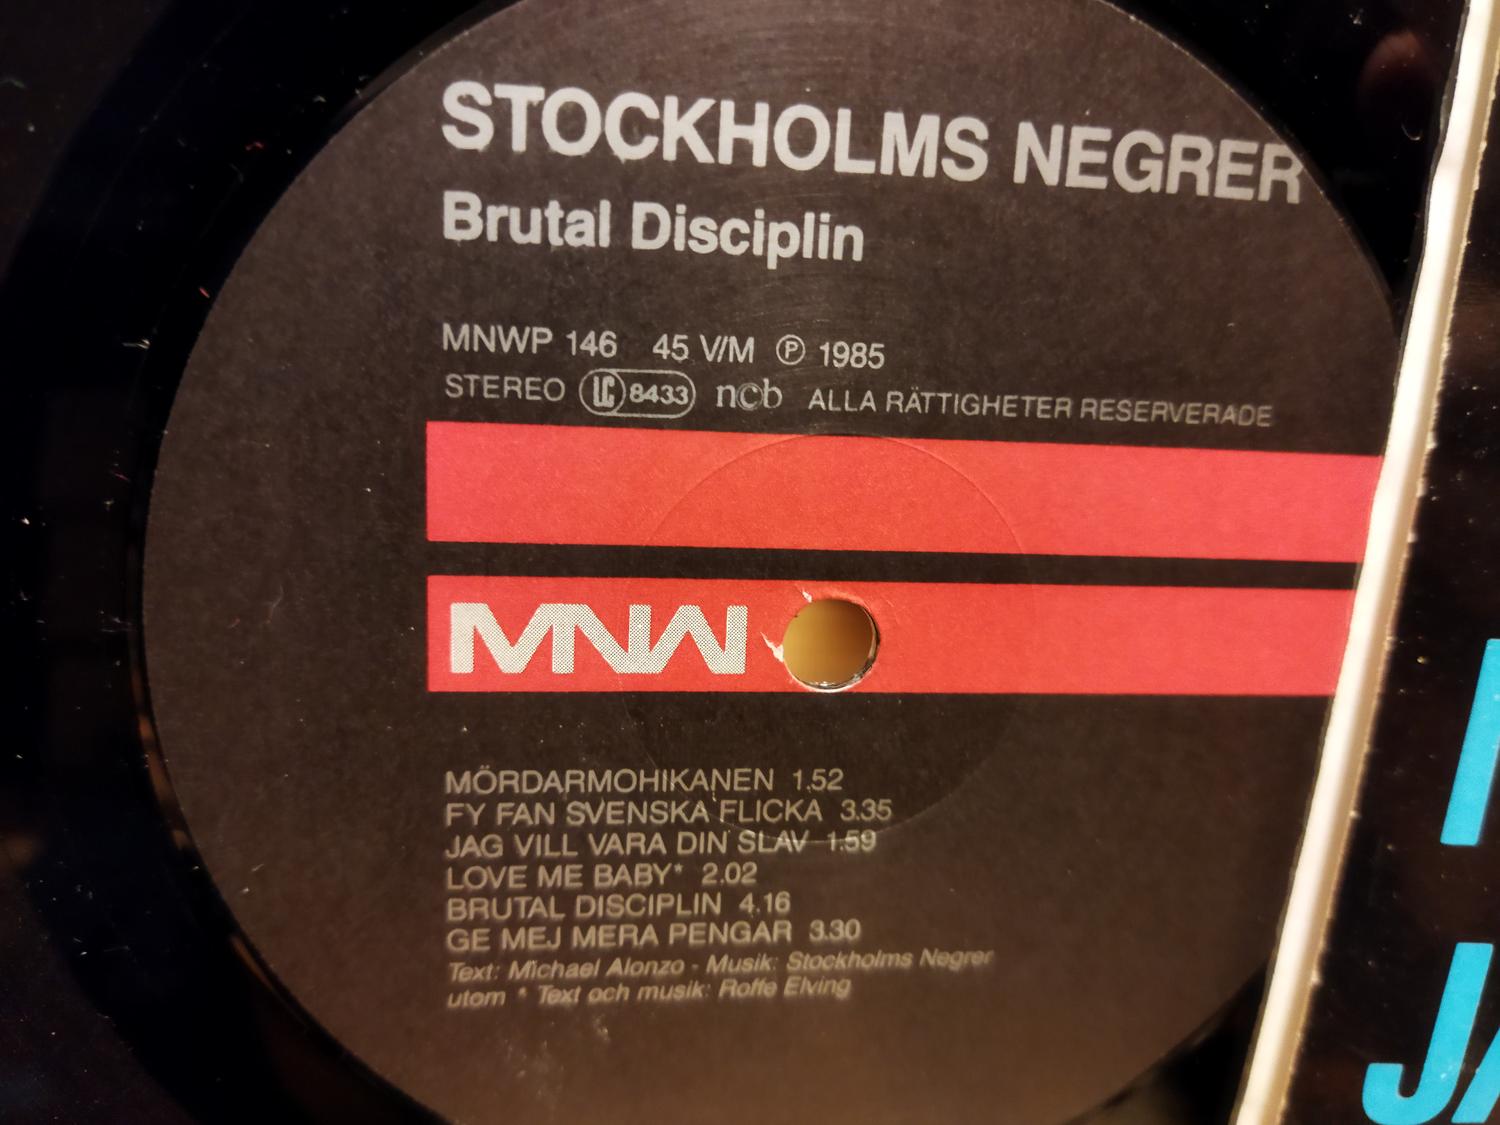 STOCKHOLMS NEGRER
Brutal Disciplin
MNWP 146 45 V/M ℗ 1985
STEREO LC 8433 ncb ALLA RÄTTIGHETER RESERVERADE
MNW
MÖRDARMOHIKANEN 1.52
FY FAN SVENSKA FLICKA 3.35
JAG VILL VARA DIN SLAV 1.59
LOVE ME BABY* 2.02
BRUTAL DISCIPLIN 4.16
GE MEJ MERA PENGAR 3.30
Text: Michael Alonzo - Musik: Stockholms Negrer
utom * Text och musik: Roffe Elving